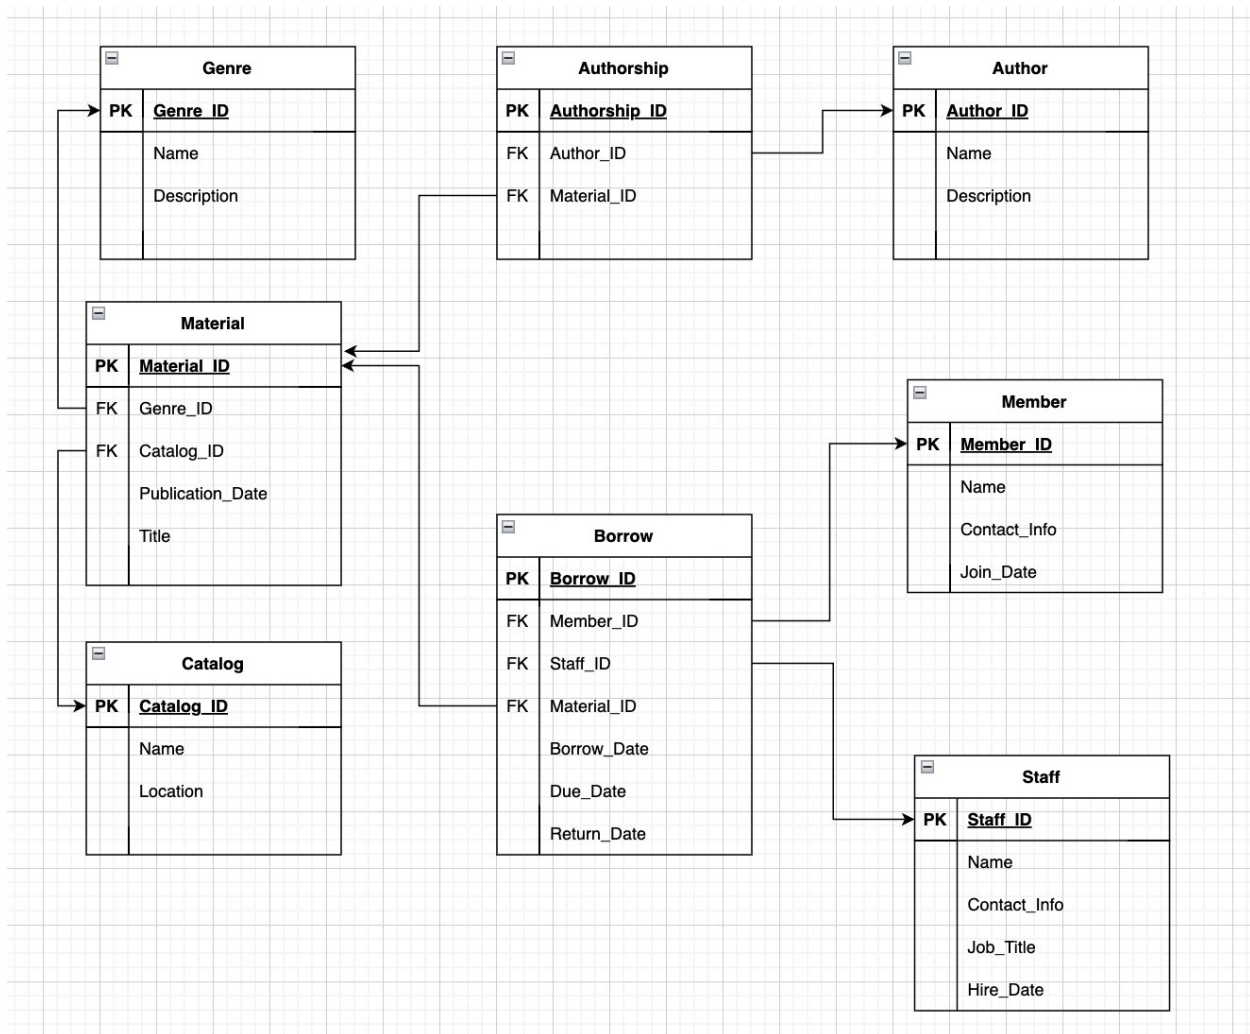 Genre
PK Genre_ID
Name
Description
Authorship
PK Authorship_ID
FK Author_ID
FK Material_ID
Author
PK Author_ID
Name
Description
Material
PK Material_ID
FK Genre_ID
FK Catalog_ID
Publication_Date
Title
Member
PK Member_ID
Name
Contact_Info
Join_Date
Borrow
PK Borrow_ID
FK Member_ID
FK Staff_ID
FK Material_ID
Borrow_Date
Due_Date
Return_Date
Catalog
PK Catalog_ID
Name
Location
Staff
PK Staff_ID
Name
Contact_Info
Job_Title
Hire_Date